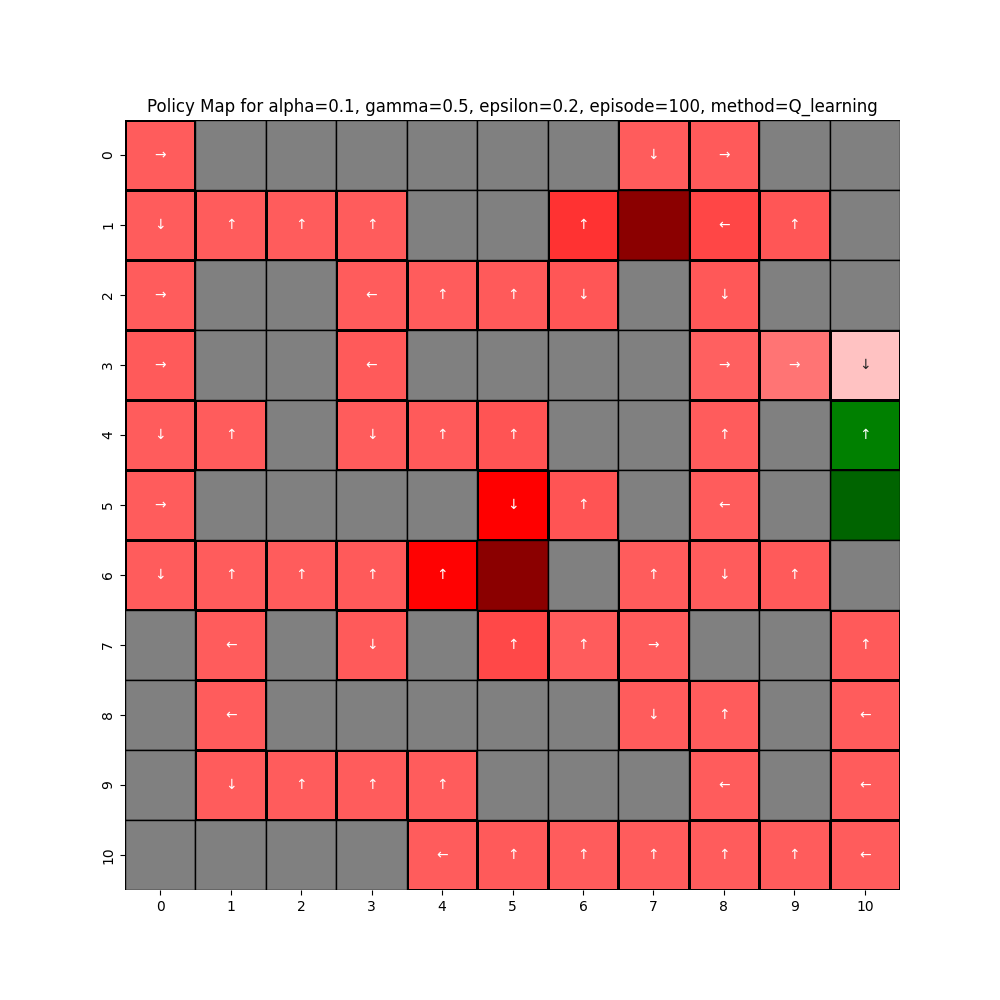 Policy Map for alpha=0.1, gamma=0.5, epsilon=0.2, episode=100, method=Q_learning
0 → ↓ →
1 ↓ ↑ ↑ ↑ ↑ ← ↑
2 → ← ↑ ↑ ↓ ↓
3 → ← → → ↓
4 ↓ ↑ ↓ ↑ ↑ ↑ ↑
5 → ↓ ↑ ←
6 ↓ ↑ ↑ ↑ ↑ ↑ ↓ ↑
7 ← ↓ ↑ ↑ → ↑
8 ← ↓ ↑ ←
9 ↓ ↑ ↑ ↑ ← ←
10 ← ↑ ↑ ↑ ↑ ↑ ←
0 1 2 3 4 5 6 7 8 9 10